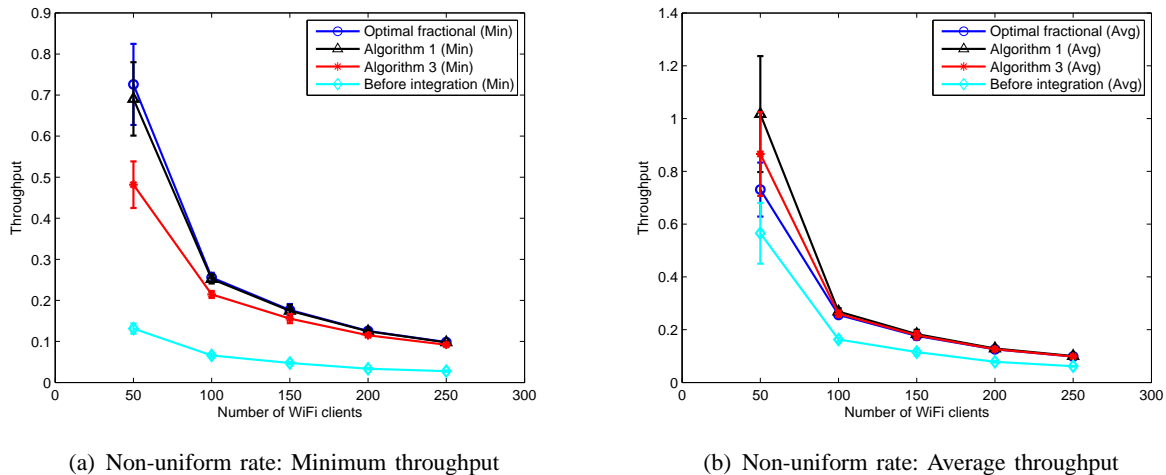 0.9
0.8
0.7
0.6
0.5
0.4
0.3
0.2
0.1
0
Throughput
0 50 100 150 200 250 300
Number of WiFi clients
Optimal fractional (Min)
Algorithm 1 (Min)
Algorithm 3 (Min)
Before integration (Min)
(a) Non-uniform rate: Minimum throughput
1.4
1.2
1
0.8
0.6
0.4
0.2
0
Throughput
0 50 100 150 200 250 300
Number of WiFi clients
Optimal fractional (Avg)
Algorithm 1 (Avg)
Algorithm 3 (Avg)
Before integration (Avg)
(b) Non-uniform rate: Average throughput